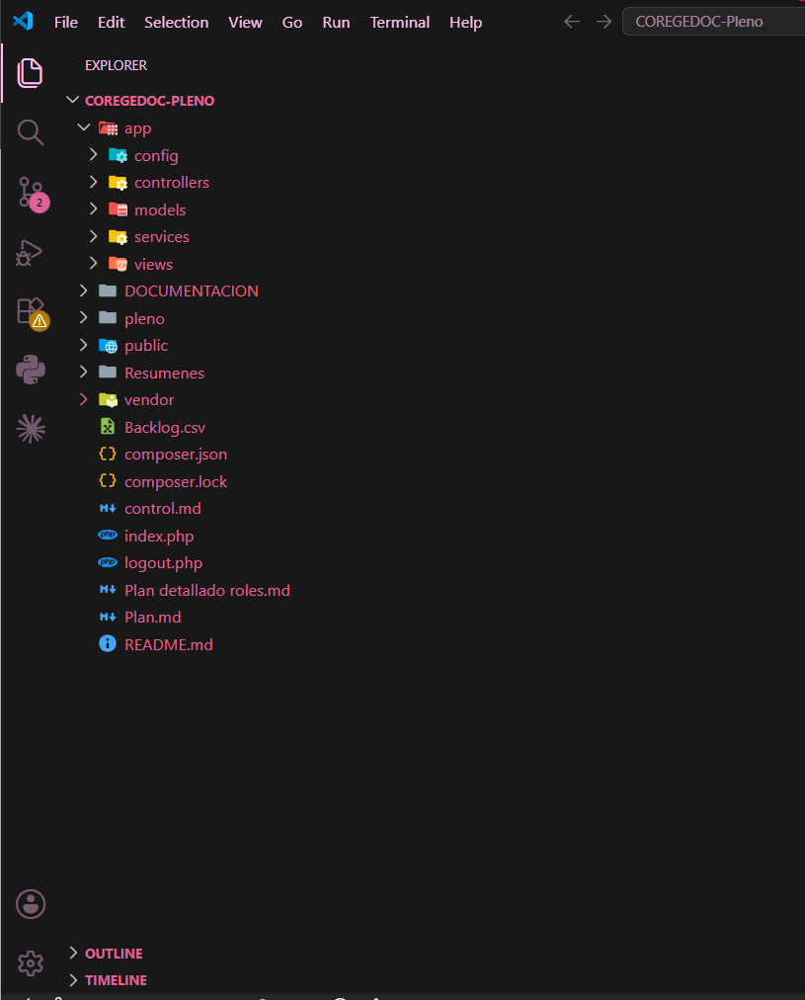 File Edit Selection View Go Run Terminal Help
COREGEDOC-Pleno
EXPLORER
COREGEDOC-PLENO
app
config
controllers
models
services
views
DOCUMENTACION
pleno
public
Resumenes
vendor
Backlog.csv
composer.json
composer.lock
control.md
index.php
logout.php
Plan detallado roles.md
Plan.md
README.md
2
php
php
OUTLINE
TIMELINE